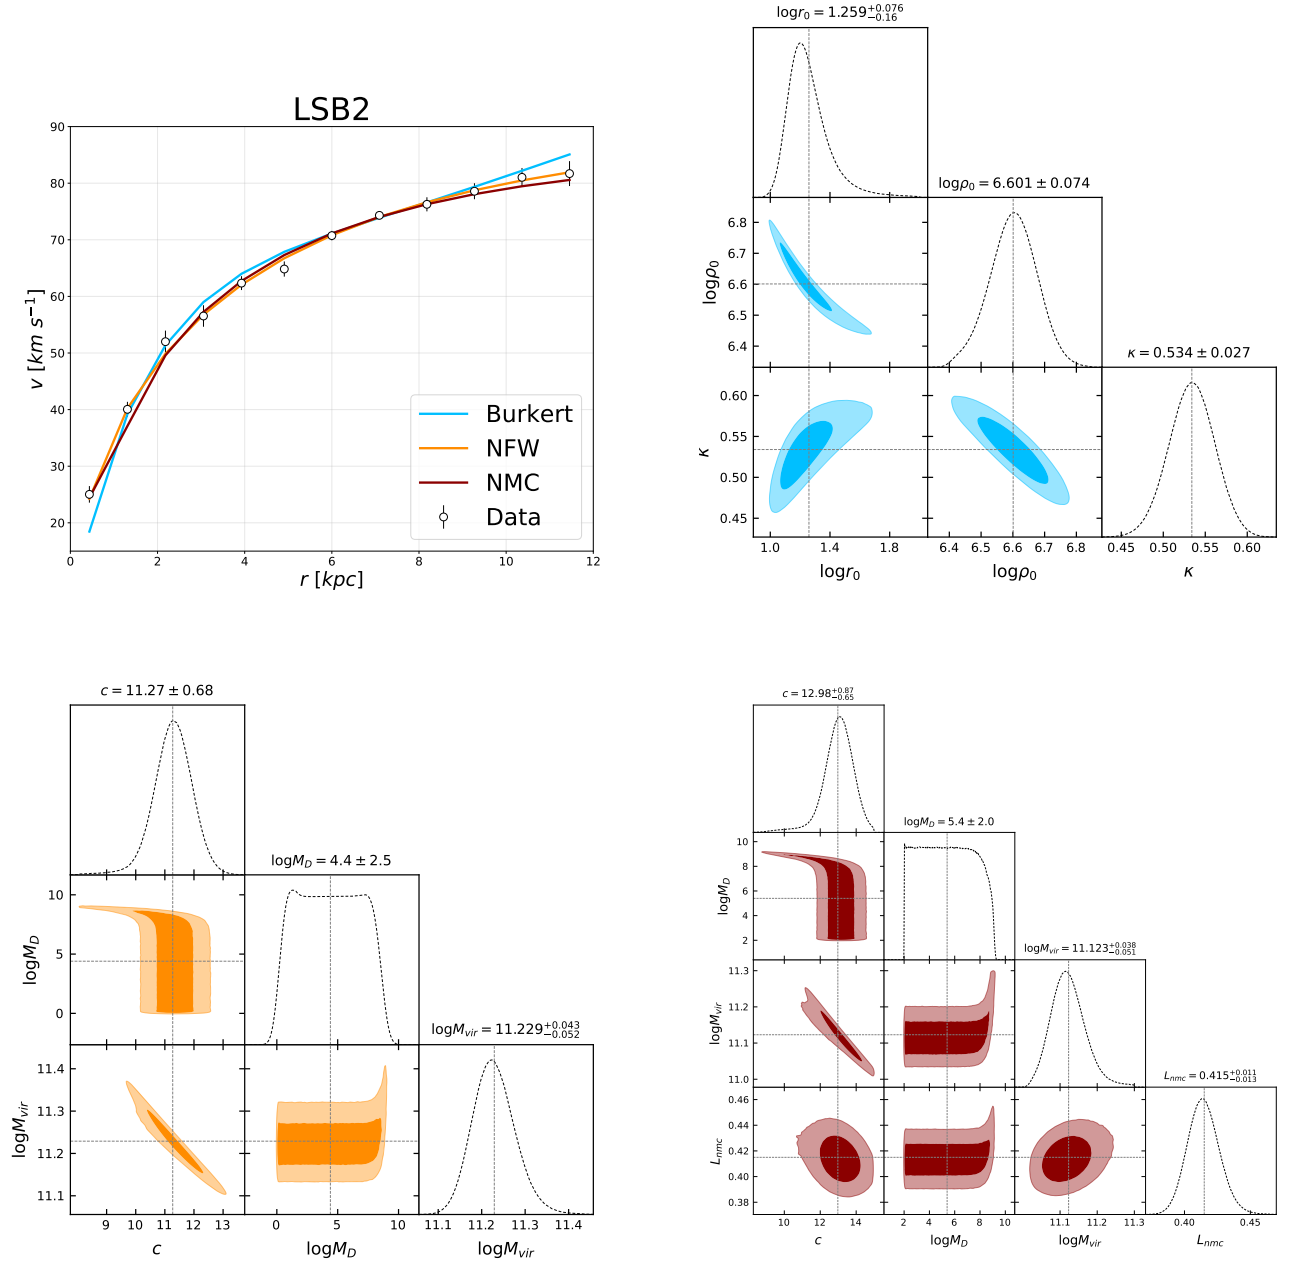 LSB2
90
80
70
60
50
40
30
20
0 2 4 6 8 10 12
v [km s⁻¹]
r [kpc]
Burkert
NFW
NMC
Data
logr₀ = 1.259+0.076−0.16
logρ₀ = 6.601 ± 0.074
κ = 0.534 ± 0.027
logρ₀
6.8
6.7
6.6
6.5
6.4
κ
0.60
0.55
0.50
0.45
1.0 1.4 1.8
6.4 6.5 6.6 6.7 6.8
0.45 0.50 0.55 0.60
logr₀
logρ₀
κ
c = 11.27 ± 0.68
logM_D = 4.4 ± 2.5
logM_vir = 11.229+0.043−0.052
logM_D
10
5
0
logM_vir
11.4
11.3
11.2
11.1
9 10 11 12 13
0 5 10
11.1 11.2 11.3 11.4
c
logM_D
logM_vir
c = 12.98+0.87−0.65
logM_D = 5.4 ± 2.0
logM_vir = 11.123+0.038−0.051
L_nmc = 0.415+0.011−0.013
logM_D
10
8
6
4
2
logM_vir
11.3
11.2
11.1
11.0
L_nmc
0.46
0.44
0.42
0.40
0.38
10 12 14
2 4 6 8 10
11.1 11.2 11.3
0.40 0.45
c
logM_D
logM_vir
L_nmc